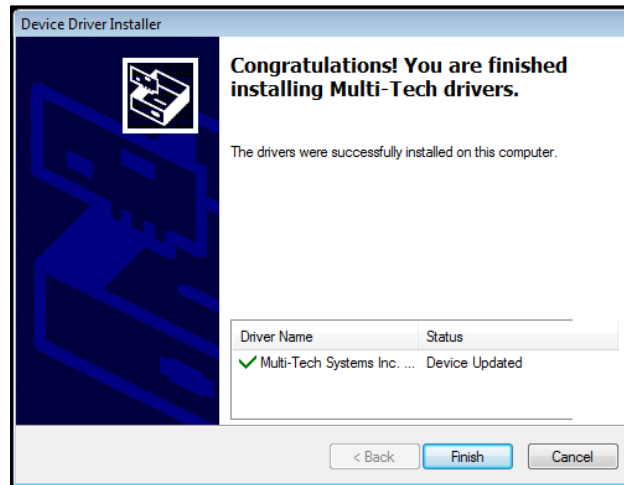 Device Driver Installer
Congratulations! You are finished
installing Multi-Tech drivers.
The drivers were successfully installed on this computer.
Driver Name Status
Multi-Tech Systems Inc. ... Device Updated
< Back Finish Cancel